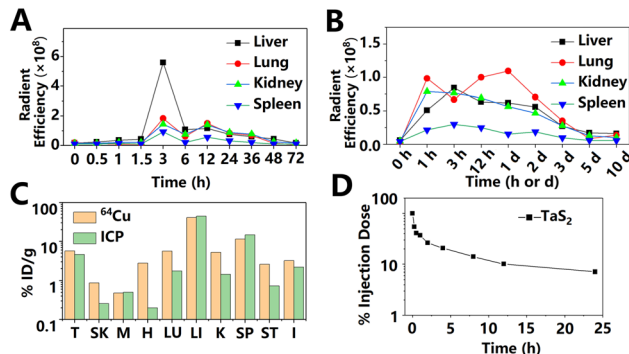 A
Radient
Efficiency (×10⁸)
6
4
2
0
Liver
Lung
Kidney
Spleen
0 0.5 1 1.5 3 6 12 24 36 48 72
Time (h)
B
Radient
Efficiency (×10⁸)
1.5
1.0
0.5
0.0
Liver
Lung
Kidney
Spleen
0 h 1 h 3 h 12 h 1 d 2 d 3 d 5 d 10 d
Time (h or d)
C
% ID/g
100
10
1
0.1
⁶⁴Cu
ICP
T SK M H LU LI K SP ST I
D
% Injection Dose
100
10
1
TaS₂
0 5 10 15 20 25
Time (h)